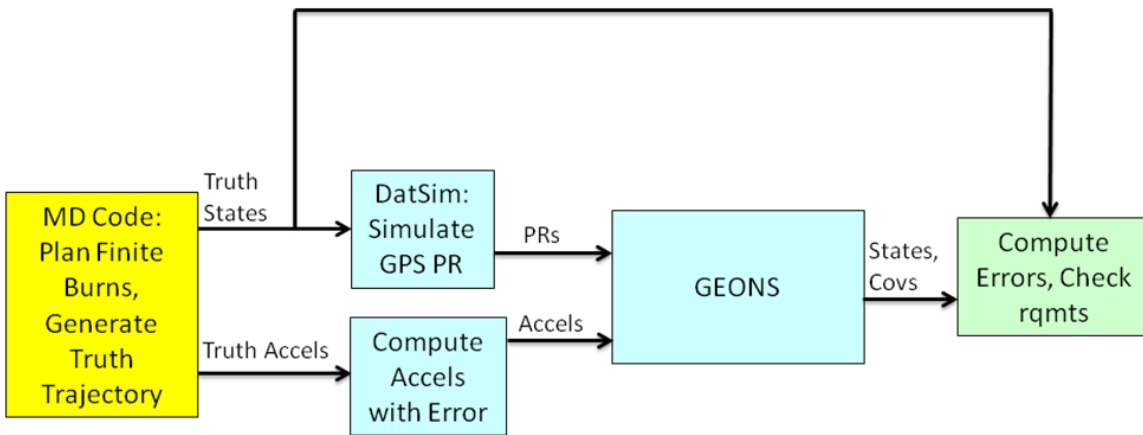 MD Code:
Plan Finite
Burns,
Generate
Truth
Trajectory
Truth
States
Truth Accels
DatSim:
Simulate
GPS PR
Compute
Accels
with Error
PRs
Accels
GEONS
States,
Covs
Compute
Errors, Check
rqmts